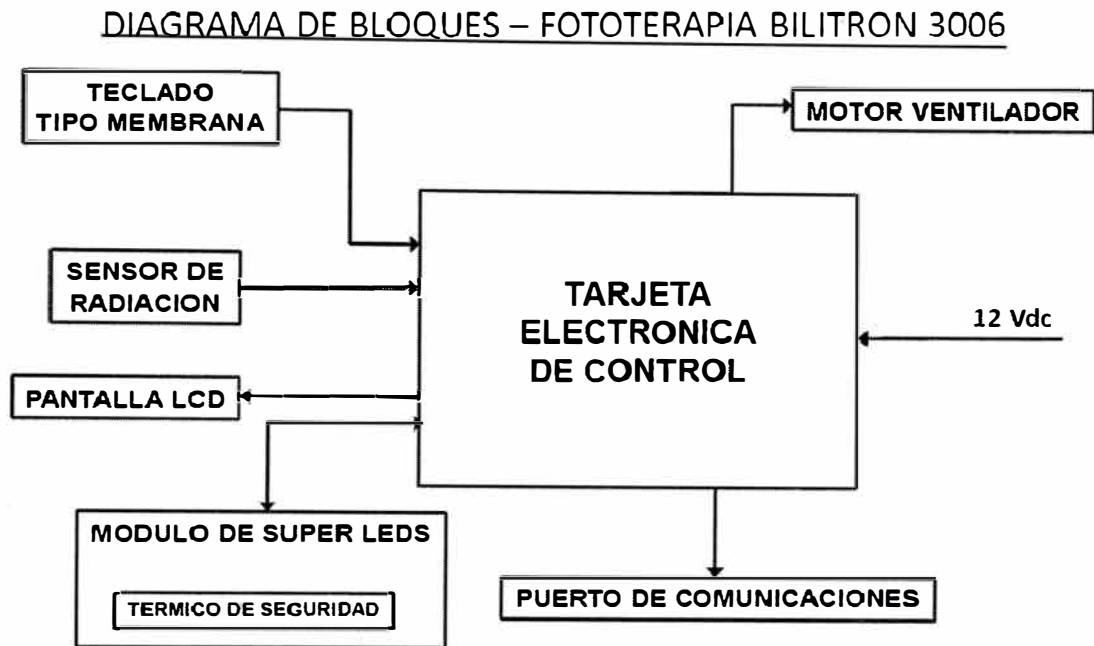 DIAGRAMA DE BLOQUES – FOTOTERAPIA BILITRON 3006
TECLADO
TIPO MEMBRANA
MOTOR VENTILADOR
SENSOR DE
RADIACION
TARJETA
ELECTRONICA
DE CONTROL
12 Vdc
PANTALLA LCD
MODULO DE SUPER LEDS
TERMICO DE SEGURIDAD
PUERTO DE COMUNICACIONES